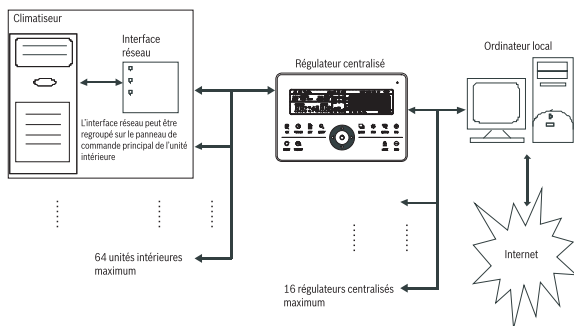 Climatiseur
Interface
réseau
L'interface réseau peut être
regroupé sur le panneau de
commande principal de l'unité
intérieure
64 unités intérieures
maximum
Régulateur centralisé
16 régulateurs centralisés
maximum
Ordinateur local
Internet